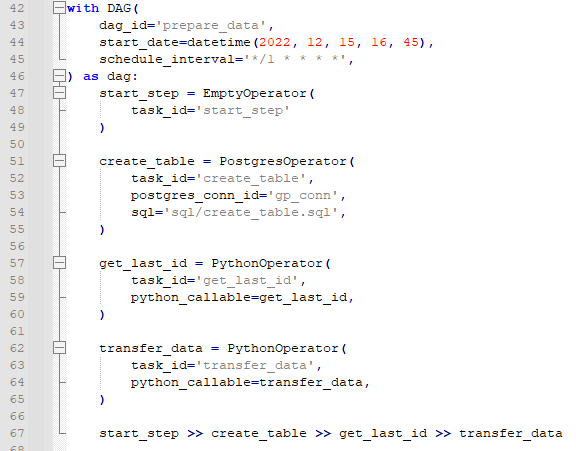 42 with DAG(
43     dag_id='prepare_data',
44     start_date=datetime(2022, 12, 15, 16, 45),
45     schedule_interval='*/1 * * * *',
46 ) as dag:
47     start_step = EmptyOperator(
48         task_id='start_step'
49     )
50
51     create_table = PostgresOperator(
52         task_id='create_table',
53         postgres_conn_id='gp_conn',
54         sql='sql/create_table.sql',
55     )
56
57     get_last_id = PythonOperator(
58         task_id='get_last_id',
59         python_callable=get_last_id,
60     )
61
62     transfer_data = PythonOperator(
63         task_id='transfer_data',
64         python_callable=transfer_data,
65     )
66
67     start_step >> create_table >> get_last_id >> transfer_data
68